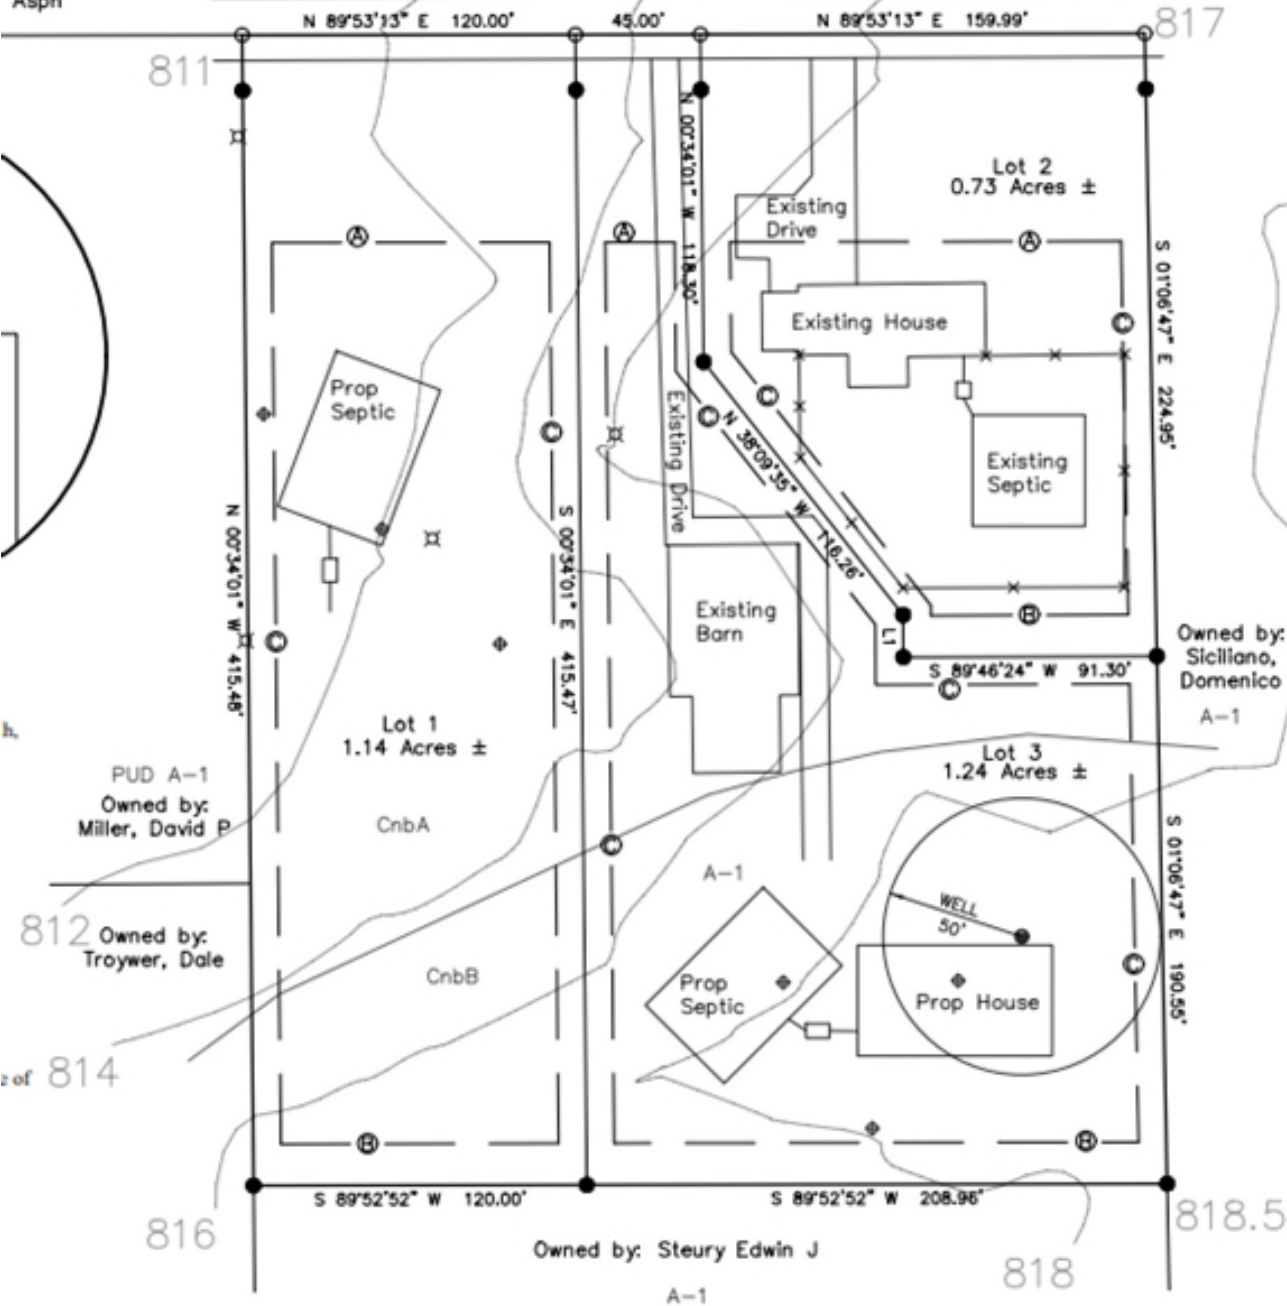 Asph
N 89°53'13" E 120.00'
45.00'
N 89°53'13" E 159.99'
817
811
N 00°34'01" W 118.30'
Lot 2
0.73 Acres ±
Existing
Drive
A
A
A
S 01°06'47" E 224.95'
C
Existing House
Prop
Septic
C
C
C
Existing Drive
N 38°09'35" W 116.26'
Existing
Septic
N 00°34'01" W 415.48'
S 00°34'01" E 415.47'
Existing
Barn
B
L1
C
Owned by:
Siciliano,
Domenico
S 89°46'24" W 91.30'
C
A-1
Lot 1
1.14 Acres ±
h,
Lot 3
1.24 Acres ±
PUD A-1
Owned by:
Miller, David P
CnbA
C
A-1
S 01°06'47" E 190.55'
WELL
50'
812
Owned by:
Troywer, Dale
CnbB
C
Prop
Septic
Prop House
e of
814
B
B
S 89°52'52" W 120.00'
S 89°52'52" W 208.96'
816
818.5
Owned by: Steury Edwin J
818
A-1